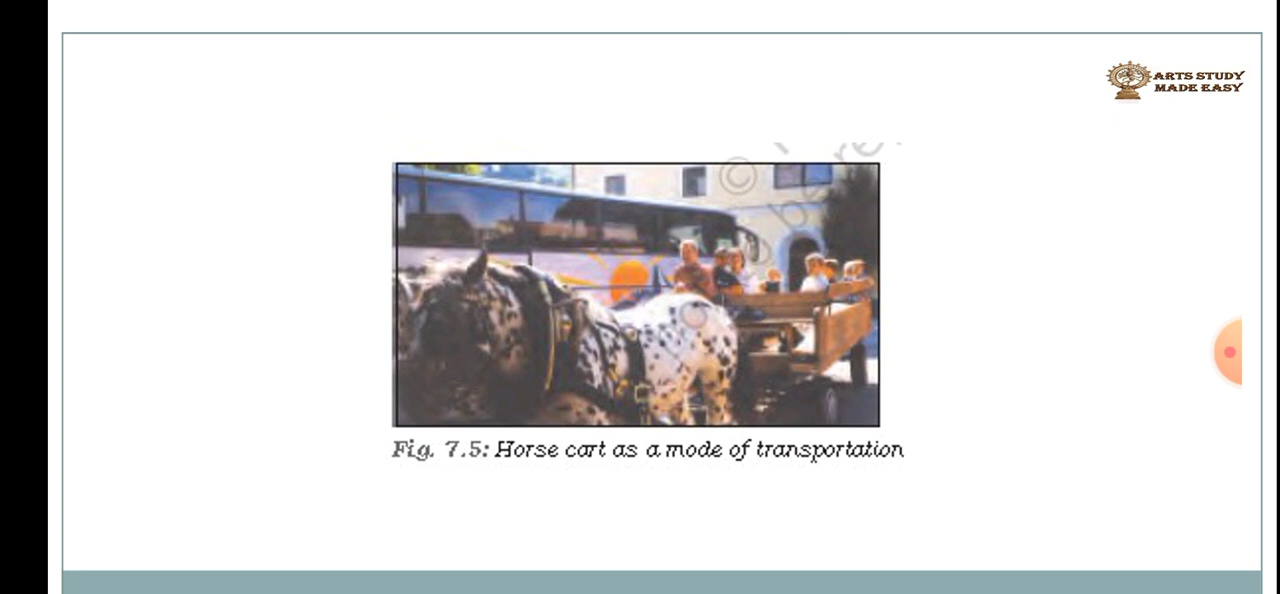 ARTS STUDY
MADE EASY
©
Fig. 7.5: Horse cart as a mode of transportation